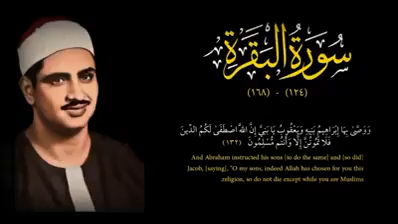 سورة البقرة
(١٢٤) - (١٦٨)
وَوَصَّىٰ بِهَا إِبْرَاهِيمُ بَنِيهِ وَيَعْقُوبُ يَا بَنِيَّ إِنَّ اللَّهَ اصْطَفَىٰ لَكُمُ الدِّينَ
فَلَا تَمُوتُنَّ إِلَّا وَأَنتُم مُّسْلِمُونَ (١٣٢)
And Abraham instructed his sons [to do the same] and [so did]
Jacob, [saying], "O my sons, indeed Allah has chosen for you this
.religion, so do not die except while you are Muslims